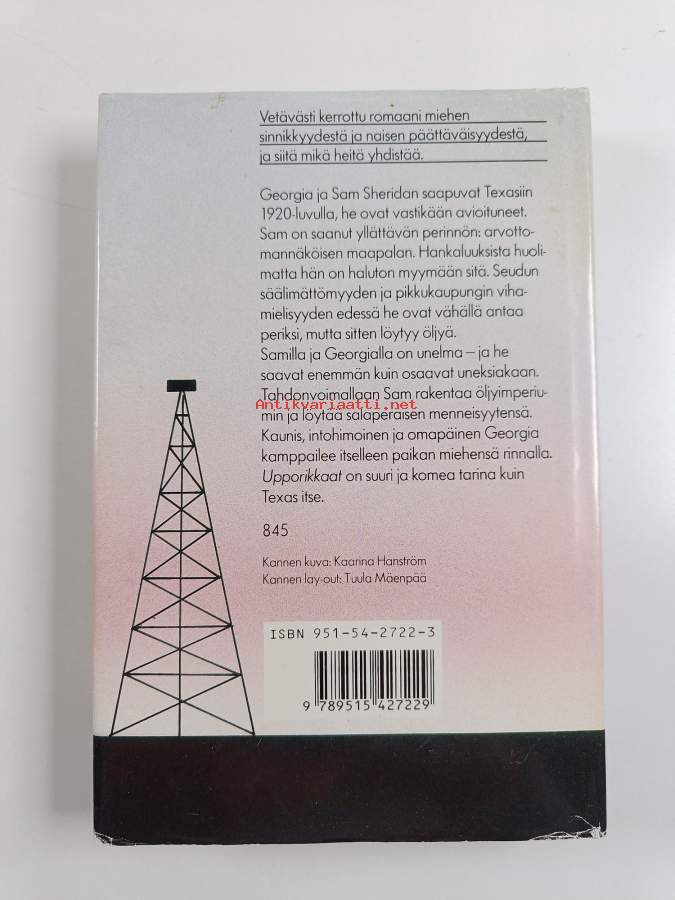 Vetävästi kerrottu romaani miehen
sinnikkyydestä ja naisen päättäväisyydestä,
ja siitä mikä heitä yhdistää.
Georgia ja Sam Sheridan saapuvat Texasiin
1920-luvulla, he ovat vastikään avioituneet.
Sam on saanut yllättävän perinnön: arvotto-
mannäköisen maapalan. Hankaluuksista huoli-
matta hän on haluton myymään sitä. Seudun
säälimättömyyden ja pikkukaupungin viha-
mielisyyden edessä he ovat vähällä antaa
periksi, mutta sitten löytyy öljyä.
Samilla ja Georgialla on unelma – ja he
saavat enemmän kuin osaavat uneksiakaan.
Tahdonvoimallaan Sam rakentaa öljyimperiu-
Antikvariaatti.net
min ja löytää salaperäisen menneisyytensä.
Kaunis, intohimoinen ja omapäinen Georgia
kamppailee itselleen paikan miehensä rinnalla.
Upporikkaat on suuri ja komea tarina kuin
Texas itse.
845
Kannen kuva: Kaarina Hanström
Kannen lay-out: Tuula Mäenpää
ISBN 951-54-2722-3
9 789515 427229